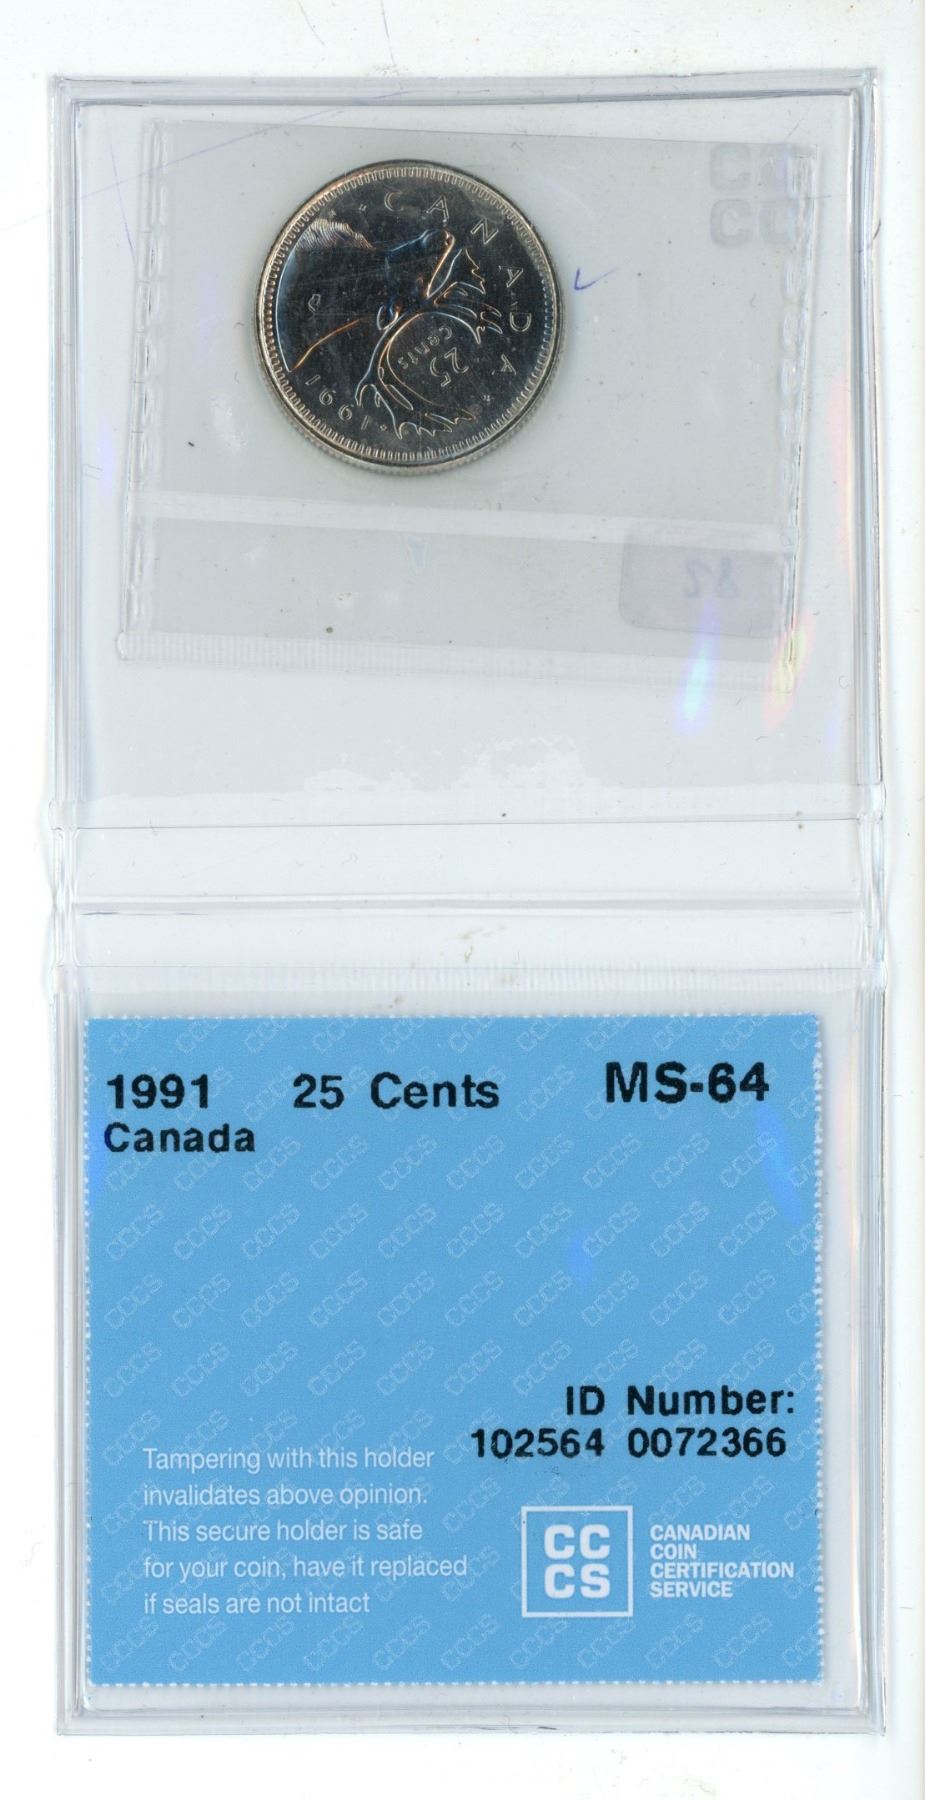 CANADA
25
cents
1991
P
82
1991 25 Cents MS-64
Canada
ID Number:
102564 0072366
Tampering with this holder
invalidates above opinion.
This secure holder is safe
for your coin, have it replaced
if seals are not intact
CC
CS
CANADIAN
COIN
CERTIFICATION
SERVICE